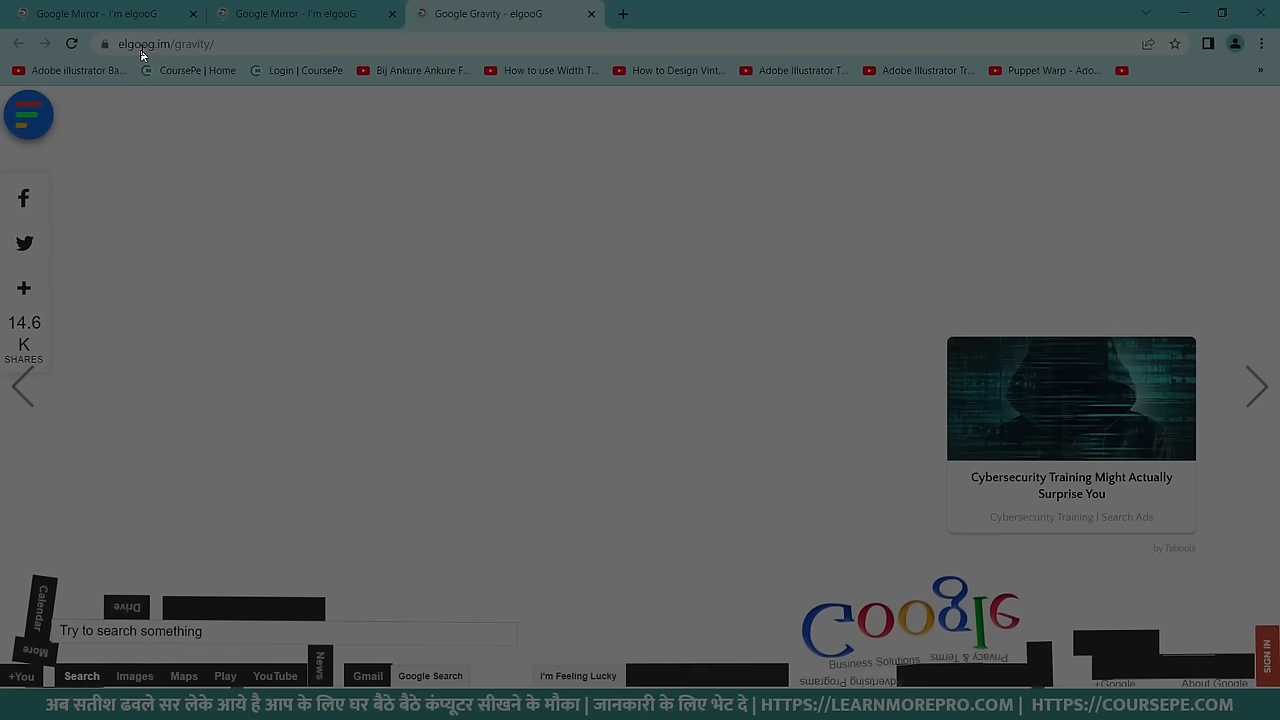 Google Mirror - I'm elgooG
Google Mirror - I'm elgooG
Google Gravity - elgooG
elgoog.im/gravity/
Adobe illustrator Ba...
CoursePe | Home
Login | CoursePe
Bij Ankure Ankure F...
How to use Width T...
How to Design Vint...
Adobe Illustrator T...
Adobe Illustrator Tr...
Puppet Warp - Ado...
»
14.6
K
SHARES
Cybersecurity Training Might Actually
Surprise You
Cybersecurity Training | Search Ads
by Taboola
Calendar
Drive
Google
Try to search something
More
News
Business Solutions
Privacy & Terms
Advertising Programs
+You
Search
Images
Maps
Play
YouTube
Gmail
Google Search
I'm Feeling Lucky
+Google
About Google
SIGN IN
अब सतीश ढवले सर लेके आये है आप के लिए घर बैठे बैठे कंप्यूटर सीखने के मौका | जानकारी के लिए भेट दे | HTTPS://LEARNMOREPRO.COM | HTTPS://COURSEPE.COM